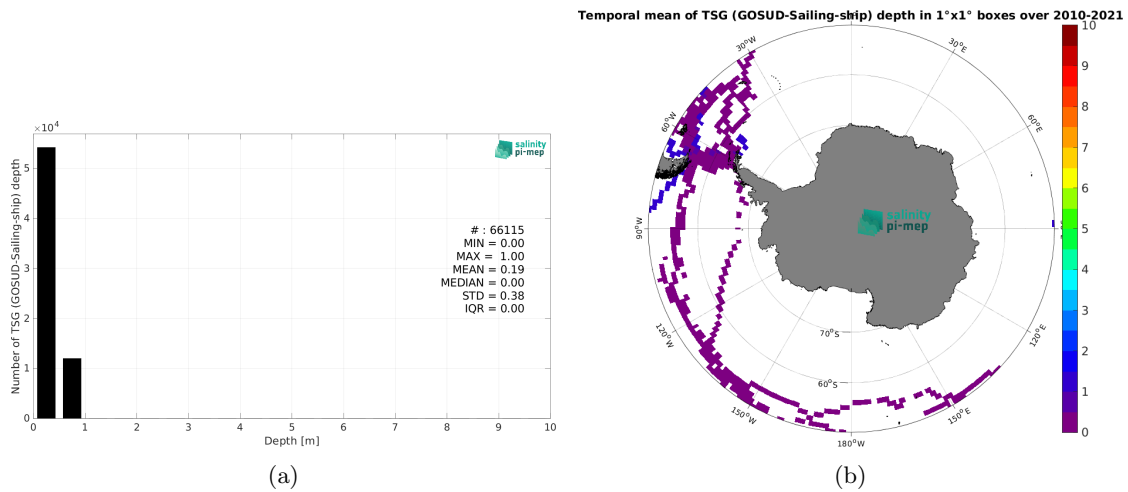 Temporal mean of TSG (GOSUD-Sailing-ship) depth in 1°x1° boxes over 2010-2021
×10⁴
5
4
3
2
1
0
Number of TSG (GOSUD-Sailing-ship) depth
salinity
pi-mep
# : 66115
MIN = 0.00
MAX = 1.00
MEAN = 0.19
MEDIAN = 0.00
STD = 0.38
IQR = 0.00
0 1 2 3 4 5 6 7 8 9 10
Depth [m]
(a)
30°W
30°E
60°W
60°E
90°W
salinity
pi-mep
120°W
120°E
150°W
150°E
180°W
70°S
60°S
10
9
8
7
6
5
4
3
2
1
0
(b)